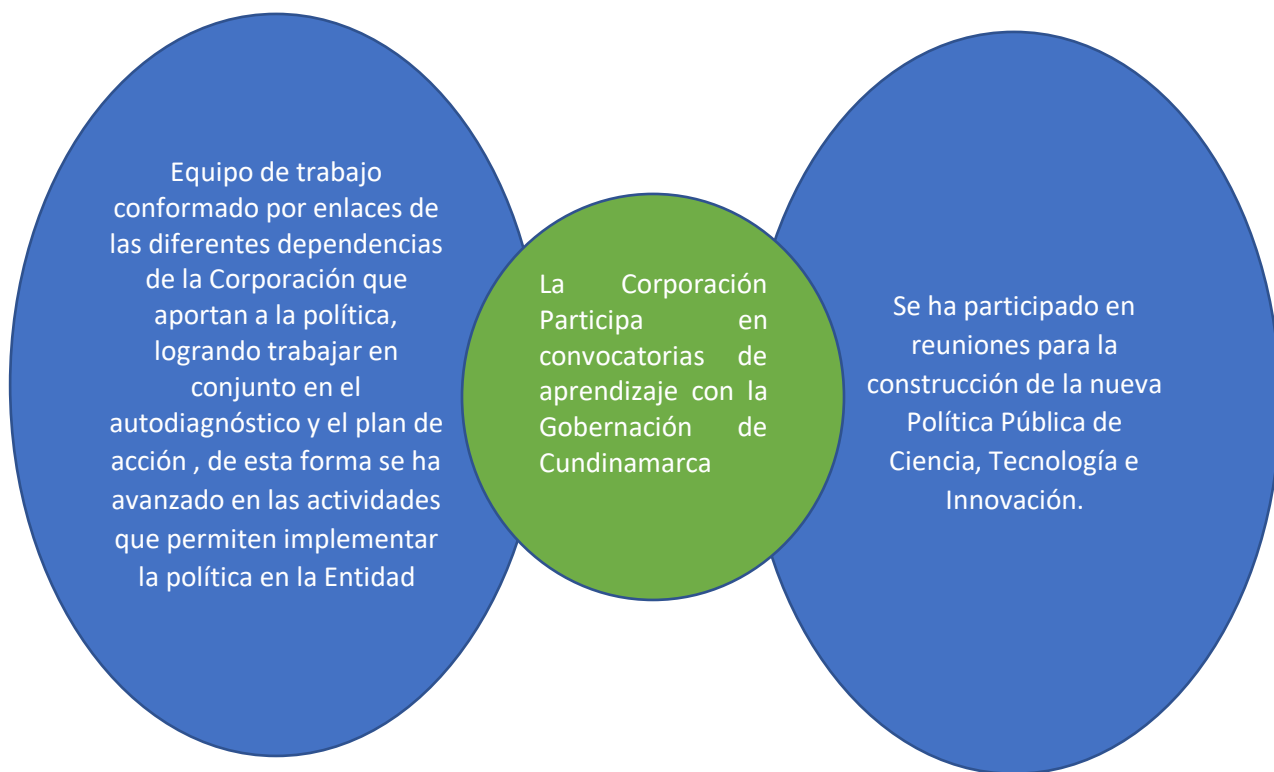 Equipo de trabajo
conformado por enlaces de
las diferentes dependencias
de la Corporación que
aportan a la política,
logrando trabajar en
conjunto en el
autodiagnóstico y el plan de
acción , de esta forma se ha
avanzado en las actividades
que permiten implementar
la política en la Entidad
La Corporación
Participa en
convocatorias de
aprendizaje con la
Gobernación de
Cundinamarca
Se ha participado en
reuniones para la
construcción de la nueva
Política Pública de
Ciencia, Tecnología e
Innovación.